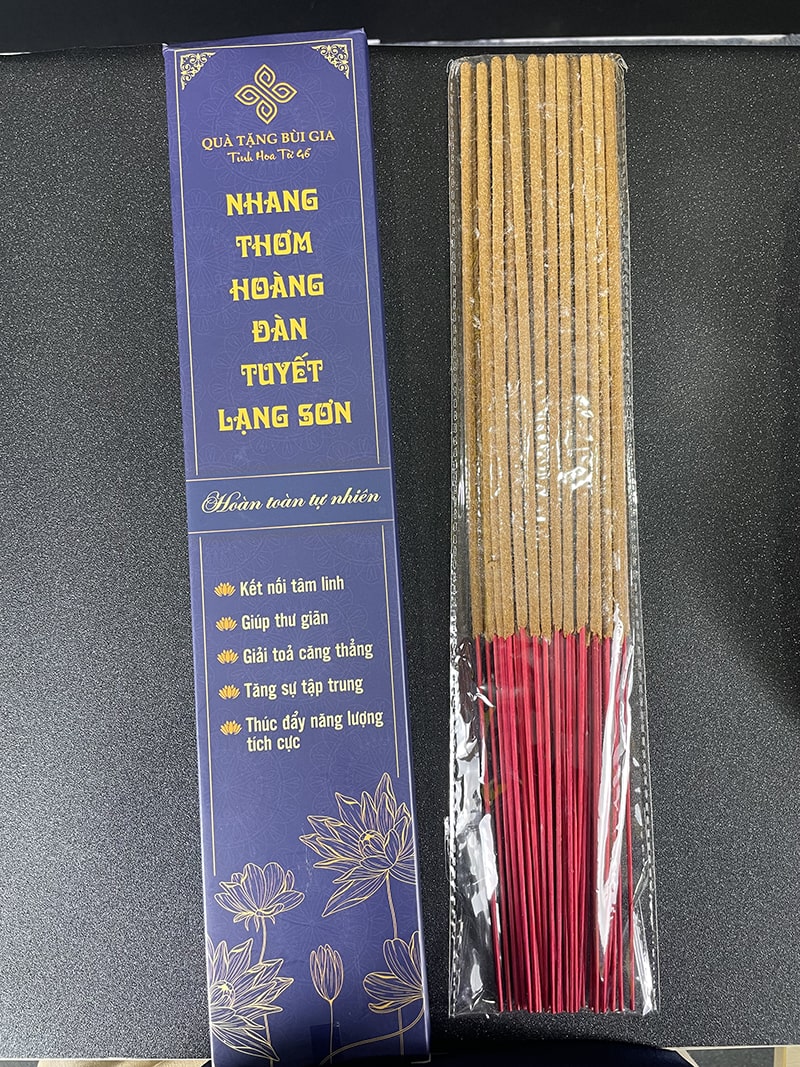 QUÀ TẶNG BÙI GIA
Tinh Hoa Từ Gỗ
NHANG
THƠM
HOÀNG
ĐÀN
TUYẾT
LẠNG SƠN
Hoàn toàn tự nhiên
Kết nối tâm linh
Giúp thư giãn
Giải toả căng thẳng
Tăng sự tập trung
Thúc đẩy năng lượng
tích cực